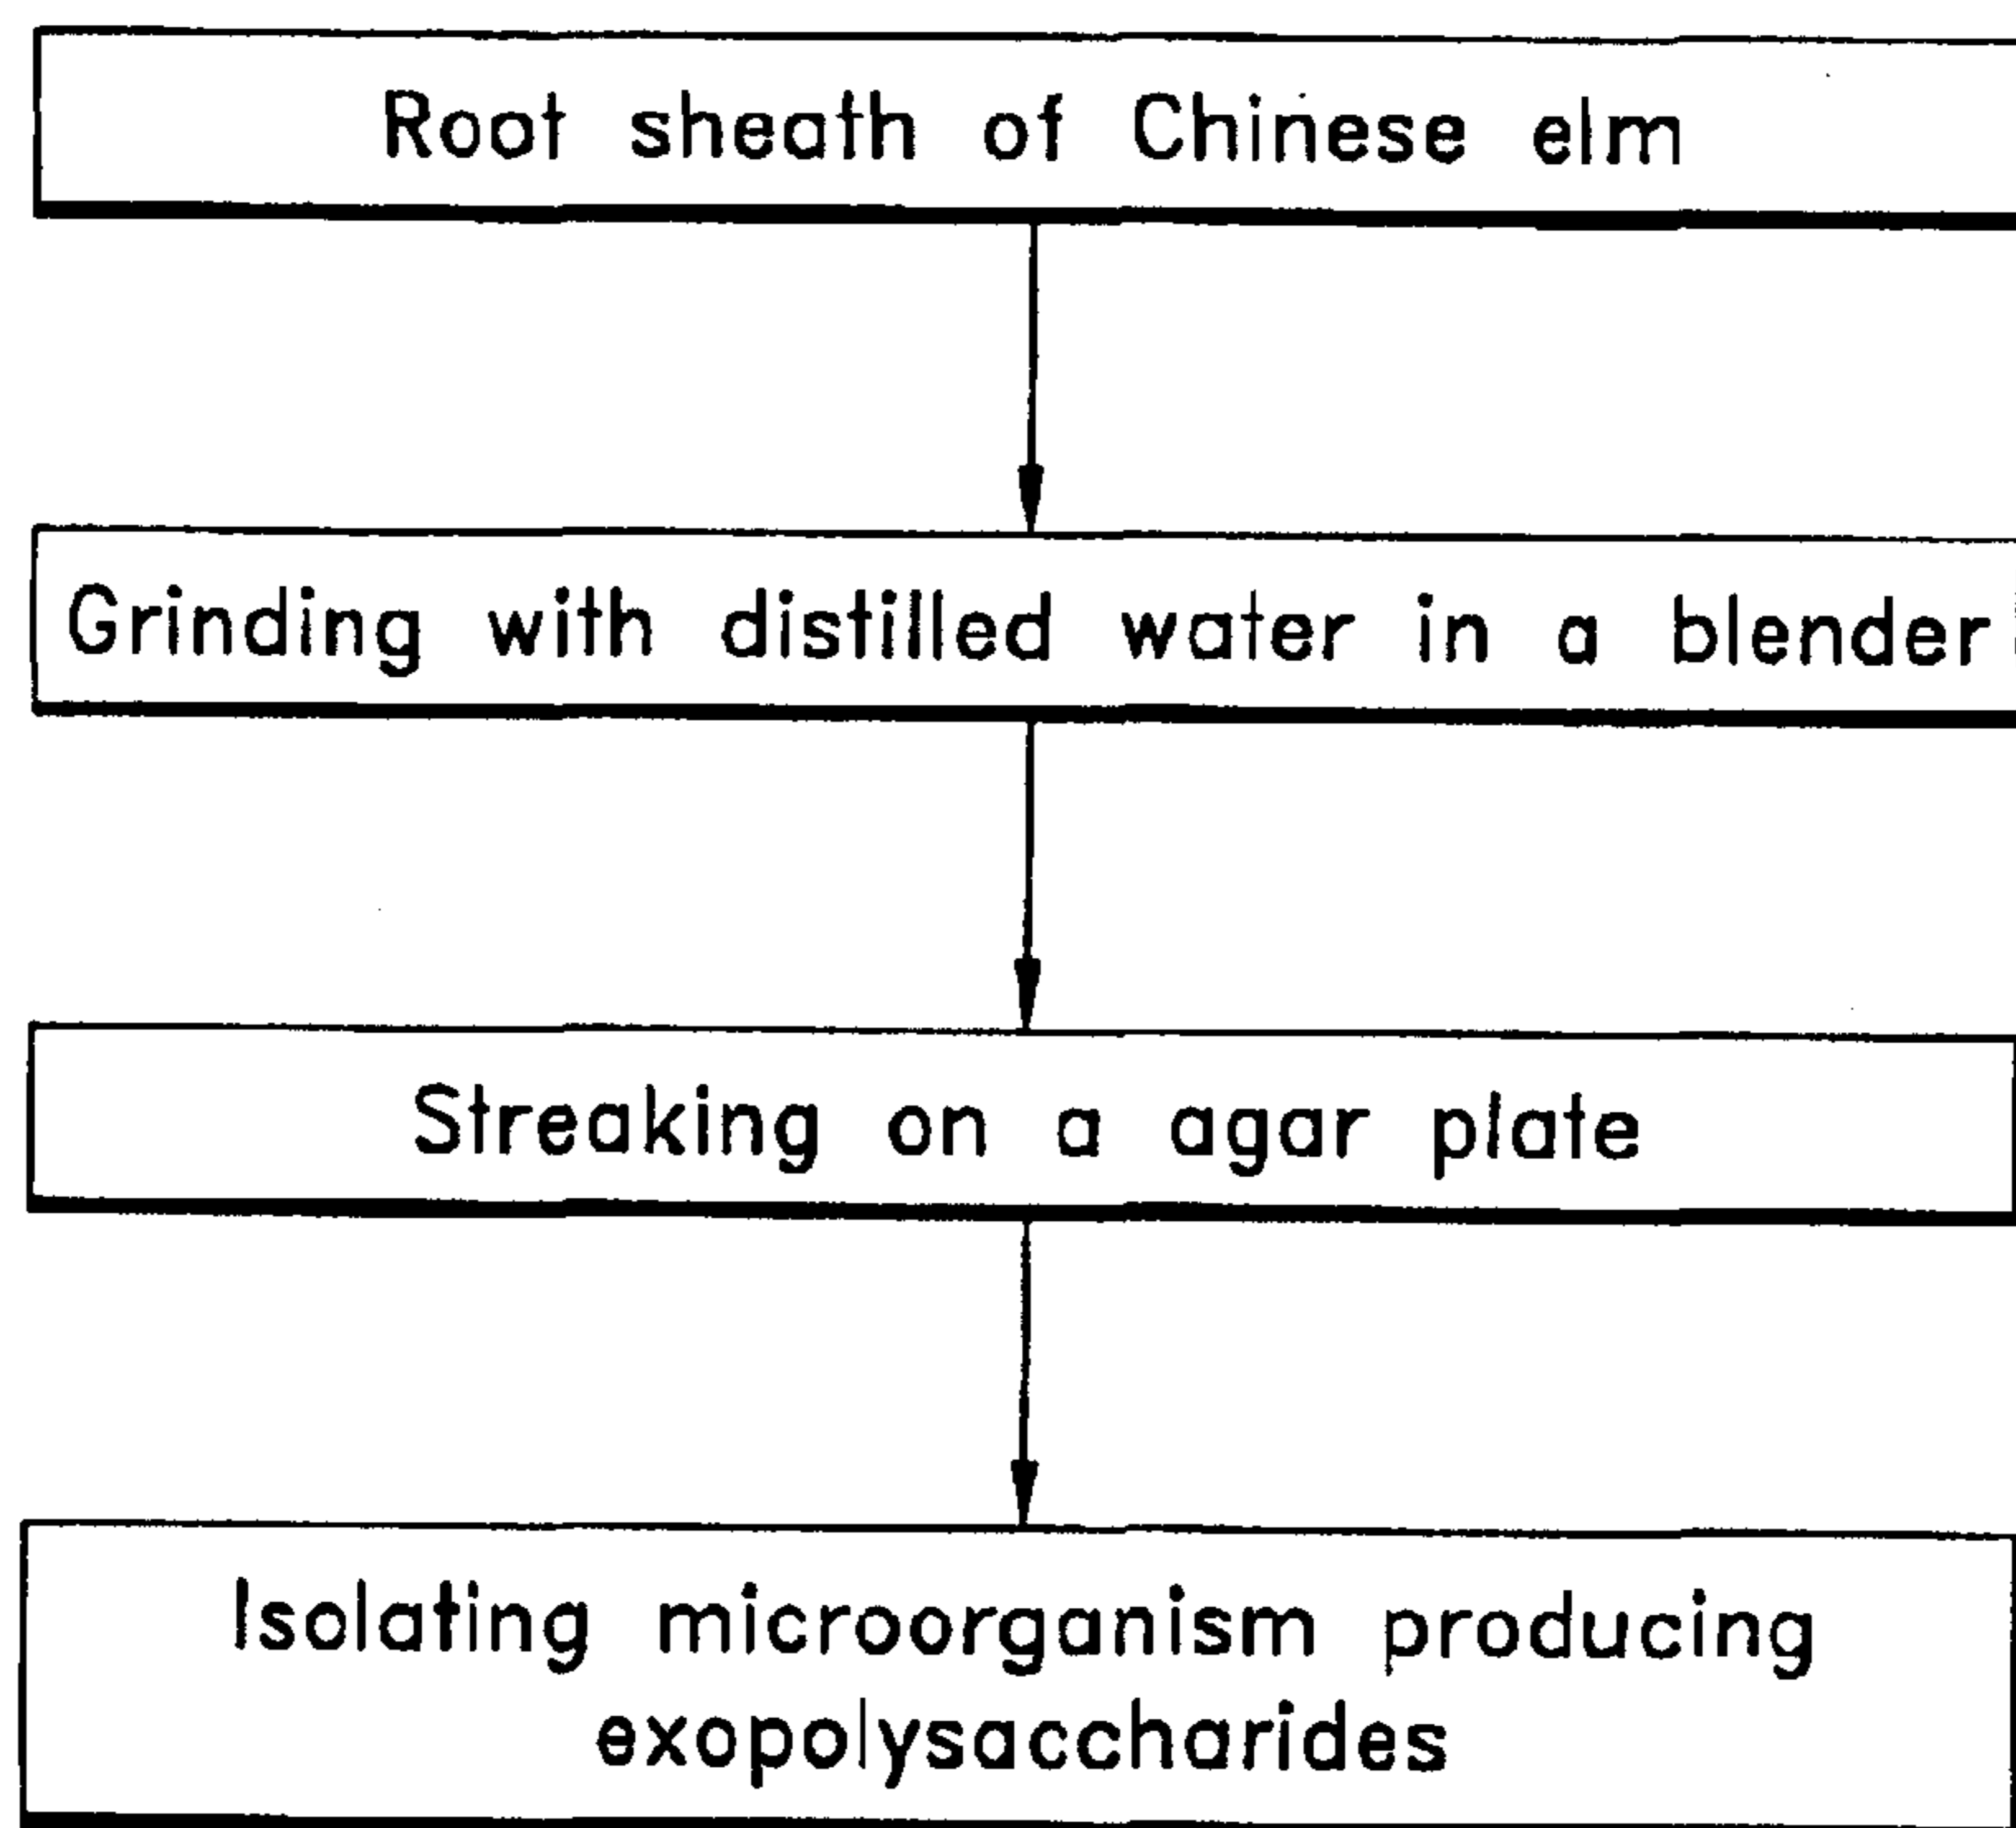 Root sheath of Chinese elm
Grinding with distilled water in a blender
Streaking on a agar plate
Isolating microorganism producing
exopolysaccharides